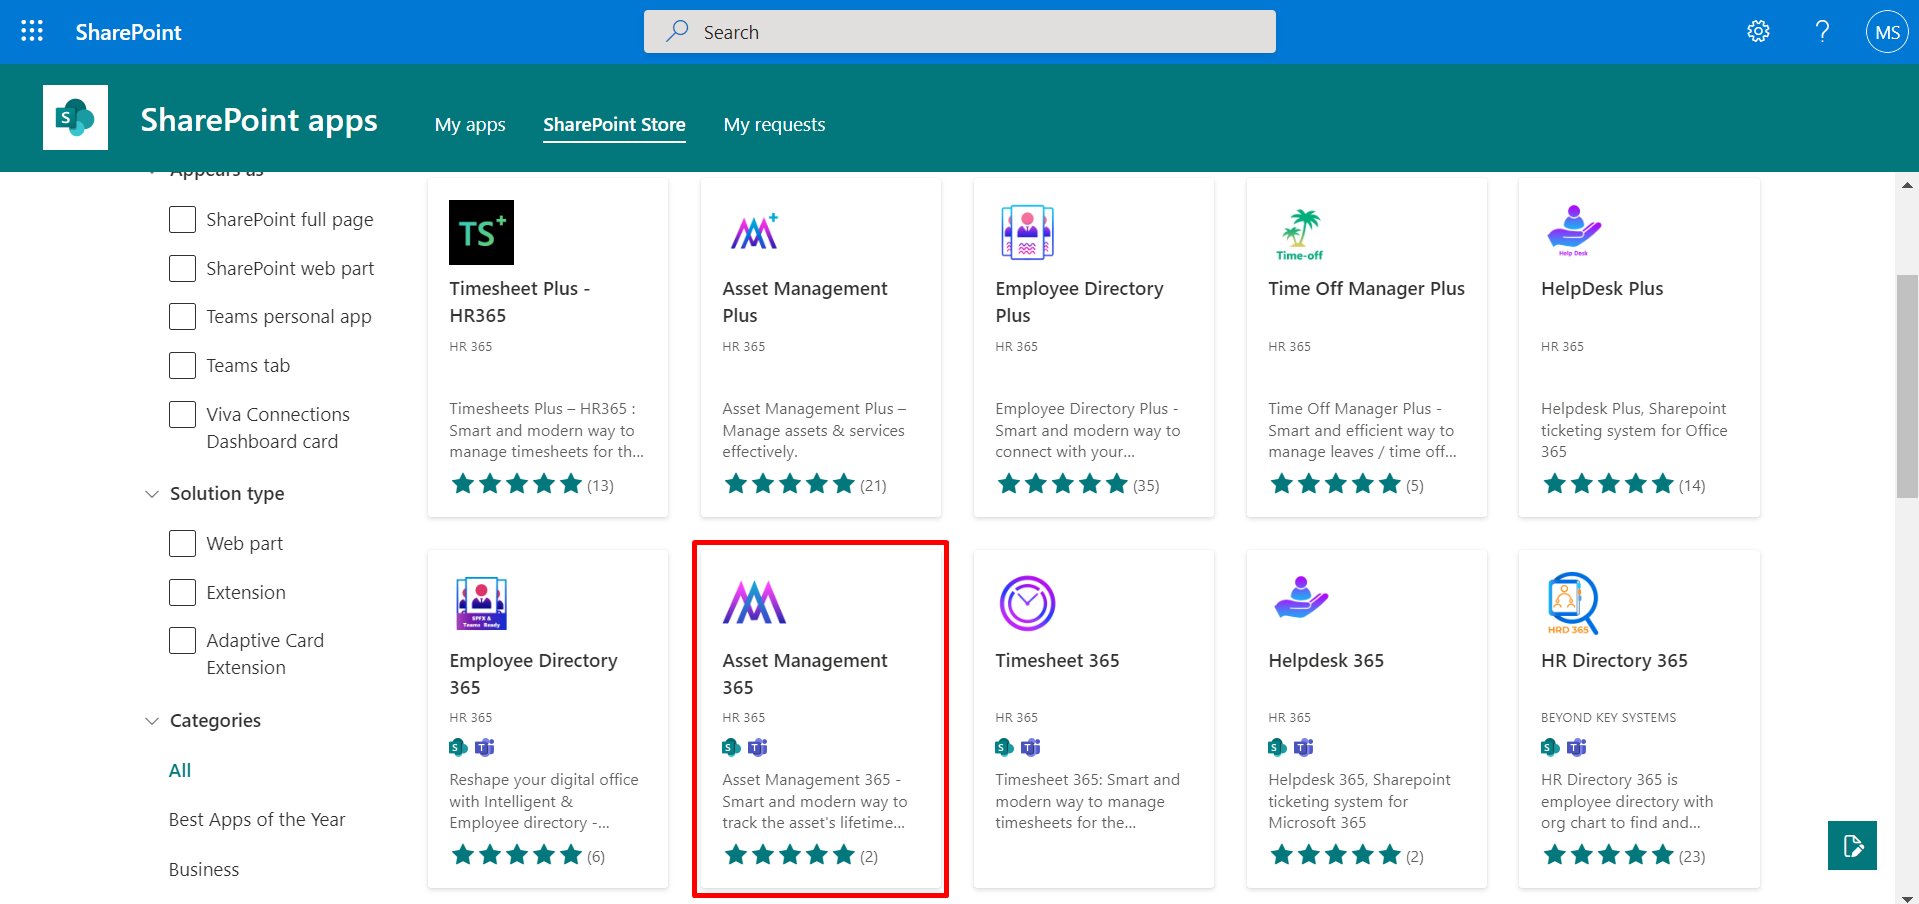 SharePoint
Search
MS
S
SharePoint apps
My apps
SharePoint Store
My requests
Appears as
SharePoint full page
SharePoint web part
Teams personal app
Teams tab
Viva Connections
Dashboard card
Solution type
Web part
Extension
Adaptive Card
Extension
Categories
All
Best Apps of the Year
Business
TS+
Timesheet Plus -
HR365
HR 365
Timesheets Plus – HR365 :
Smart and modern way to
manage timesheets for th...
(13)
Asset Management
Plus
HR 365
Asset Management Plus –
Manage assets & services
effectively.
(21)
Employee Directory
Plus
HR 365
Employee Directory Plus -
Smart and modern way to
connect with your...
(35)
Time-off
Time Off Manager Plus
HR 365
Time Off Manager Plus -
Smart and efficient way to
manage leaves / time off...
(5)
Help Desk
HelpDesk Plus
HR 365
Helpdesk Plus, Sharepoint
ticketing system for Office
365
(14)
SPFX &
Teams Ready
Employee Directory
365
HR 365
S T
Reshape your digital office
with Intelligent &
Employee directory -...
(6)
Asset Management
365
HR 365
S T
Asset Management 365 -
Smart and modern way to
track the asset's lifetime...
(2)
Timesheet 365
HR 365
S T
Timesheet 365: Smart and
modern way to manage
timesheets for the...
Helpdesk 365
HR 365
S T
Helpdesk 365, Sharepoint
ticketing system for
Microsoft 365
(2)
HRD 365
HR Directory 365
BEYOND KEY SYSTEMS
S T
HR Directory 365 is
employee directory with
org chart to find and...
(23)